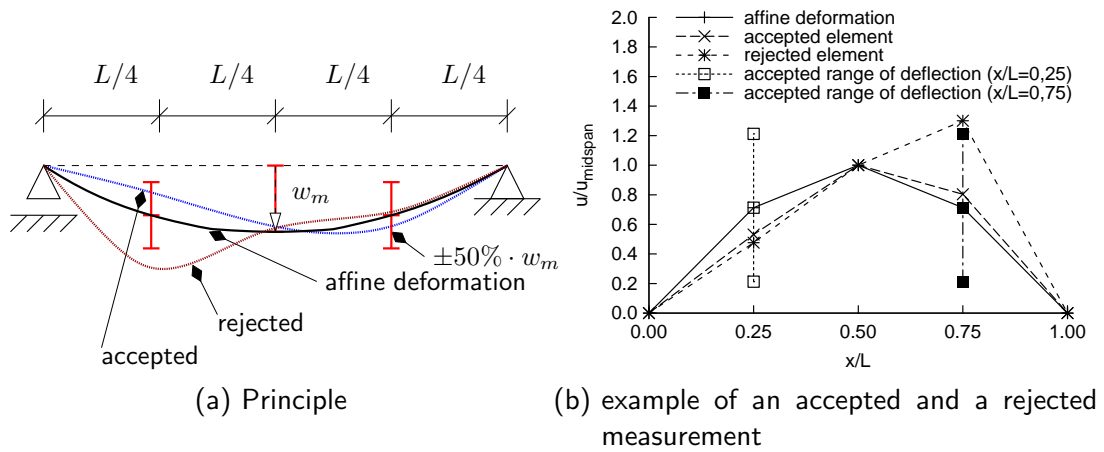 L/4 L/4 L/4 L/4
w_m
±50% · w_m
affine deformation
rejected
accepted
(a) Principle
2.0
1.8
1.6
1.4
1.2
1.0
0.8
0.6
0.4
0.2
0.0
u/u_midspan
affine deformation
accepted element
rejected element
accepted range of deflection (x/L=0,25)
accepted range of deflection (x/L=0,75)
0.00 0.25 0.50 0.75 1.00
x/L
(b) example of an accepted and a rejected
measurement